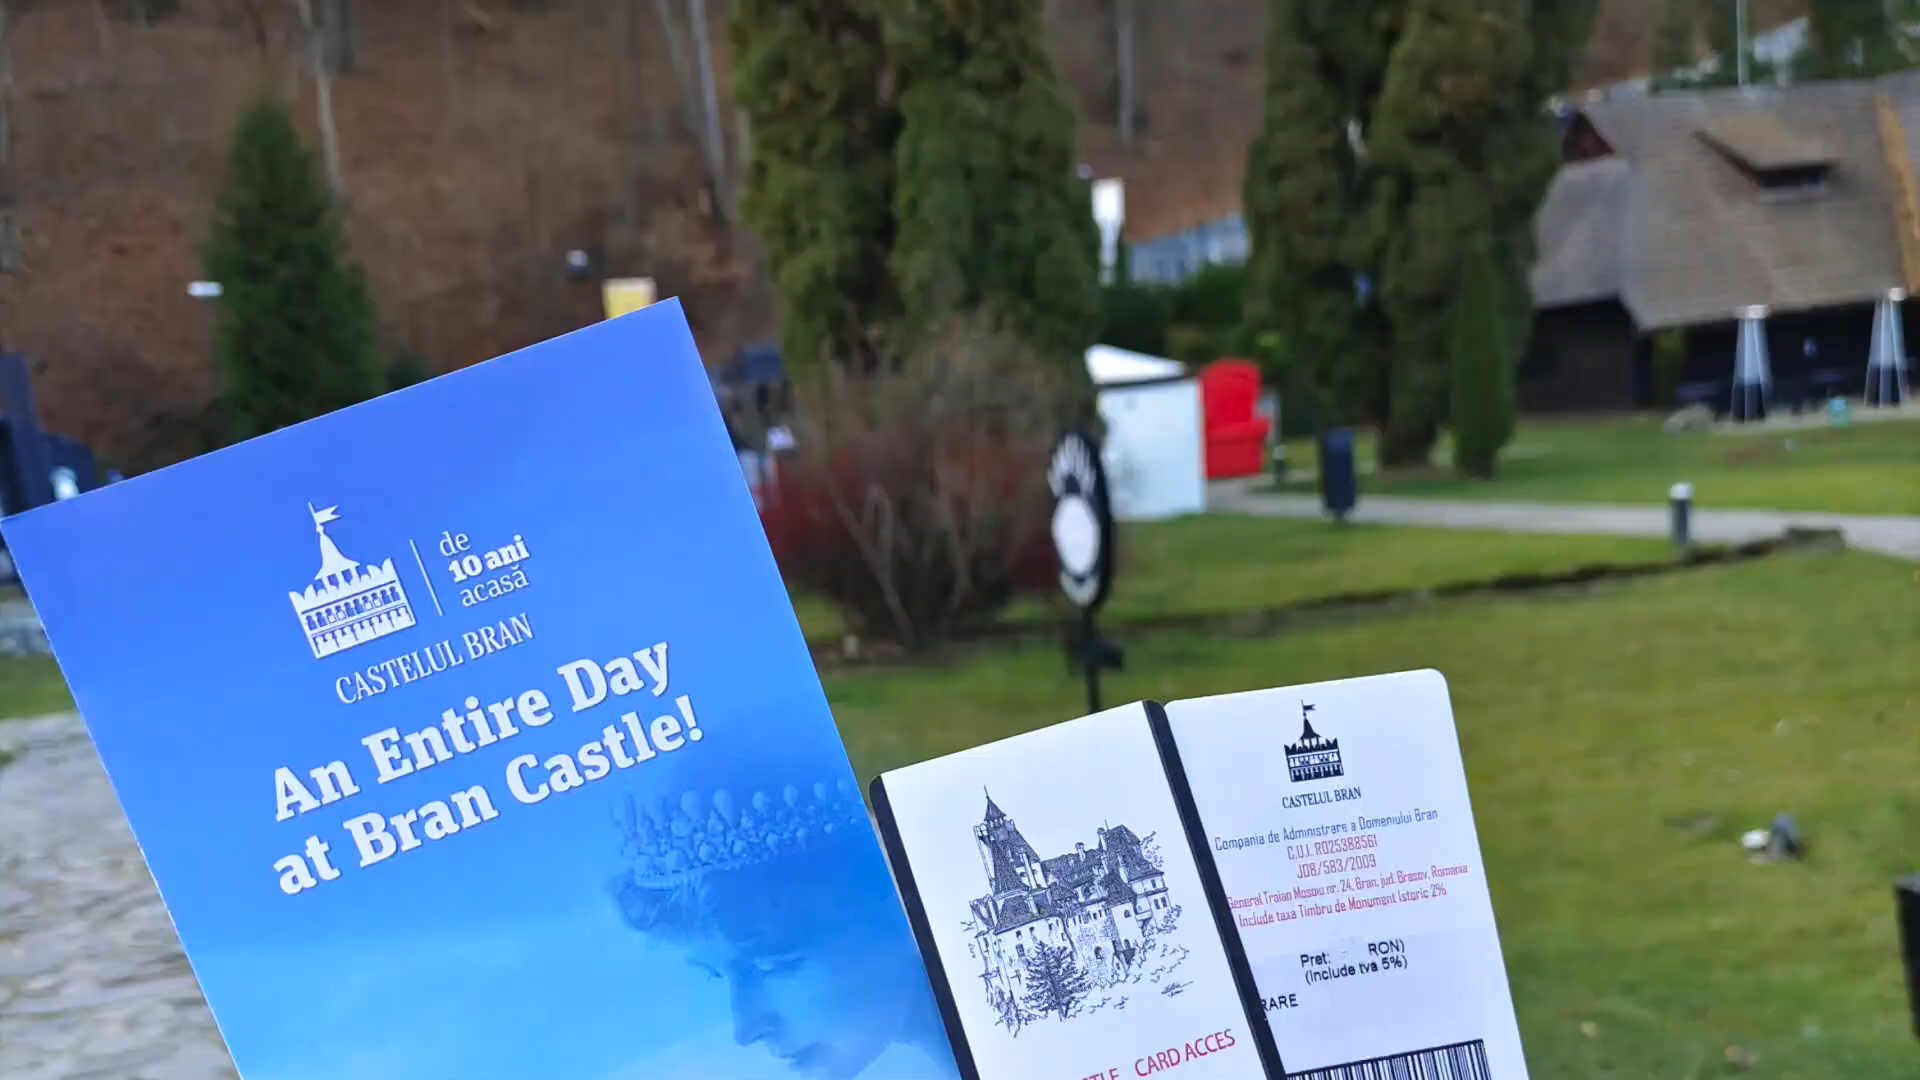 de
10 ani
acasă
CASTELUL BRAN
An Entire Day
at Bran Castle!
CARD ACCES
CASTELUL BRAN
Compania de Administrare a Domeniului Bran
C.U.I. RO25388561
J08/583/2009
General Traian Mosoiu nr. 24, Bran, jud. Brasov, Romania
Include taxa Timbru de Monument Istoric 2%
Pret: RON)
(Include tva 5%)
RARE